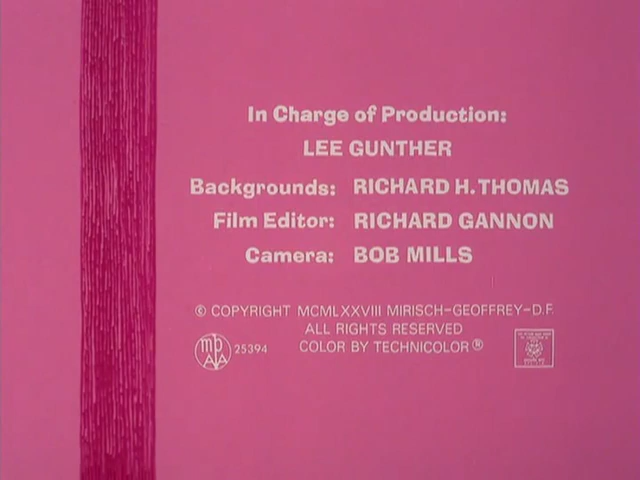 In Charge of Production:
LEE GUNTHER
Backgrounds: RICHARD H. THOMAS
Film Editor: RICHARD GANNON
Camera: BOB MILLS
© COPYRIGHT MCMLXXVIII MIRISCH-GEOFFREY-D.F.
ALL RIGHTS RESERVED
COLOR BY TECHNICOLOR®
mpAA 25394